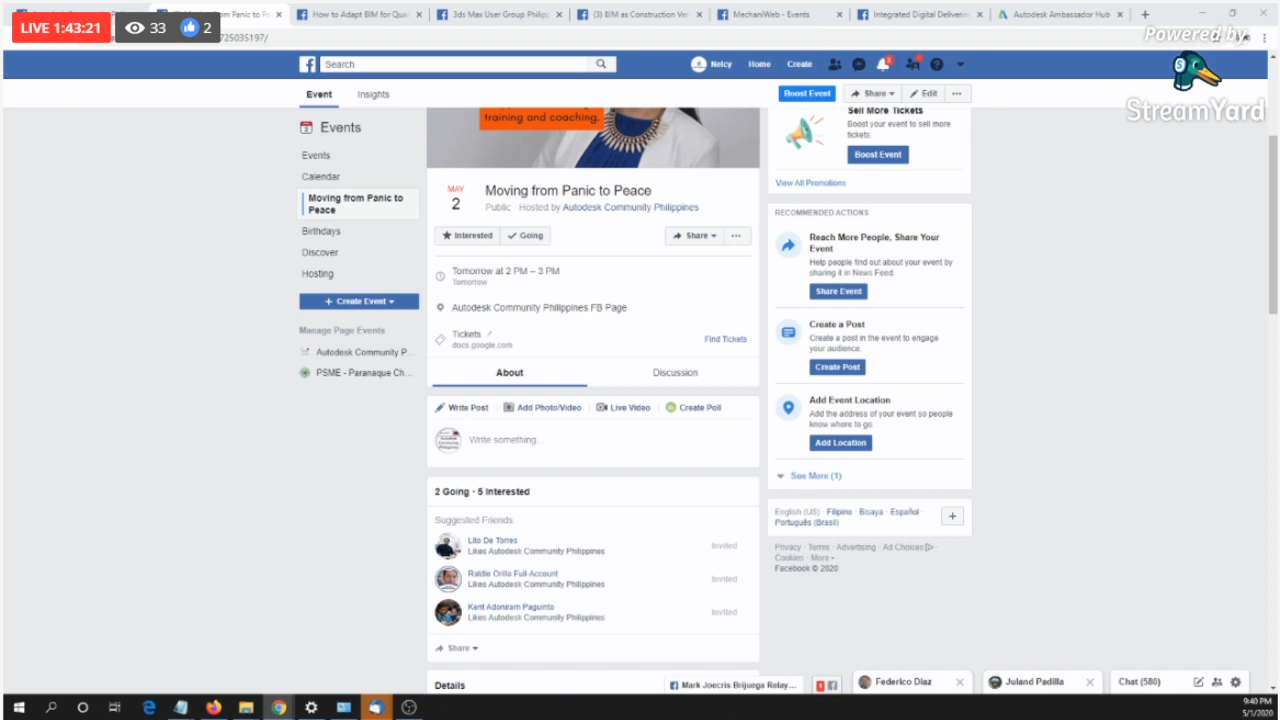 from Panic to P
How to Adapt BIM for Qua
3ds Max User Group Philipp
(3) BIM as Construction Ver
MechaniWeb - Events
Integrated Digital Deliverin
Autodesk Ambassador Hub
LIVE 1:43:21
33
2
725035197/
Powered by
StreamYard
Search
Nelcy
Home
Create
Event
Insights
Boost Event
Share
Edit
training and coaching.
Sell More Tickets
Boost your event to sell more
tickets.
Boost Event
View All Promotions
Events
Events
Calendar
Moving from Panic to
Peace
Birthdays
Discover
Hosting
+ Create Event
Manage Page Events
Autodesk Community P...
PSME - Paranaque Ch...
MAY
2
Moving from Panic to Peace
Public · Hosted by Autodesk Community Philippines
Interested
Going
Share
Tomorrow at 2 PM – 3 PM
Tomorrow
Autodesk Community Philippines FB Page
Tickets
docs.google.com
Find Tickets
About
Discussion
Write Post
Add Photo/Video
Live Video
Create Poll
Write something...
2 Going · 5 Interested
Suggested Friends
Lito De Torres
Likes Autodesk Community Philippines
Invited
Raldie Orilla Full-Account
Likes Autodesk Community Philippines
Invited
Kent Adoniram Paguinto
Likes Autodesk Community Philippines
Invited
Share
Details
RECOMMENDED ACTIONS
Reach More People, Share Your
Event
Help people find out about your event by
sharing it in News Feed.
Share Event
Create a Post
Create a post in the event to engage
your audience.
Create Post
Add Event Location
Add the address of your event so people
know where to go.
Add Location
See More (1)
English (US) · Filipino · Bisaya · Español ·
Português (Brasil)
Privacy · Terms · Advertising · Ad Choices
Cookies · More
Facebook © 2020
Mark Joecris Brijuega Relay...
1
Federico Diaz
Juland Padilla
Chat (580)
9:40 PM
5/1/2020